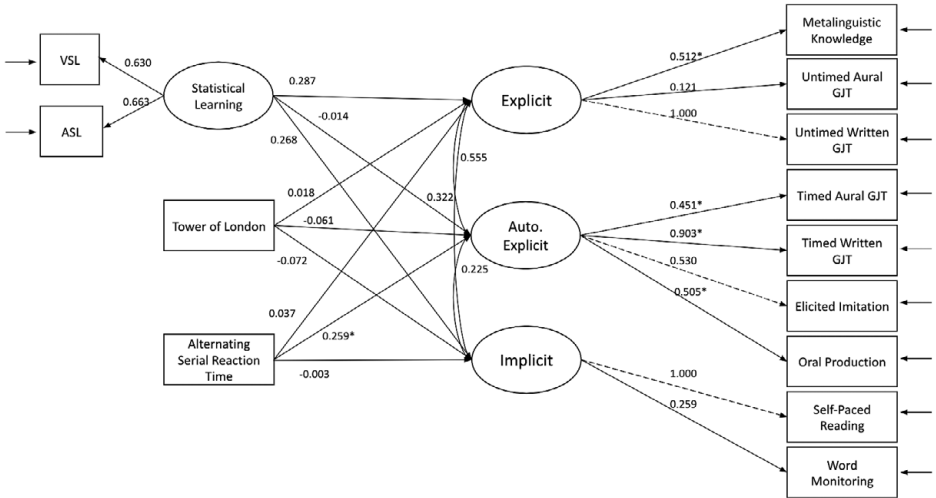 VSL
ASL
0.630
0.663
Statistical
Learning
0.287
-0.014
0.268
Tower of London
0.018
-0.061
-0.072
Alternating
Serial Reaction
Time
0.037
0.259*
-0.003
0.322
0.555
0.225
Explicit
Auto.
Explicit
Implicit
0.512*
0.121
1.000
0.451*
0.903*
0.530
0.505*
1.000
0.259
Metalinguistic
Knowledge
Untimed Aural
GJT
Untimed Written
GJT
Timed Aural GJT
Timed Written
GJT
Elicited Imitation
Oral Production
Self-Paced
Reading
Word
Monitoring